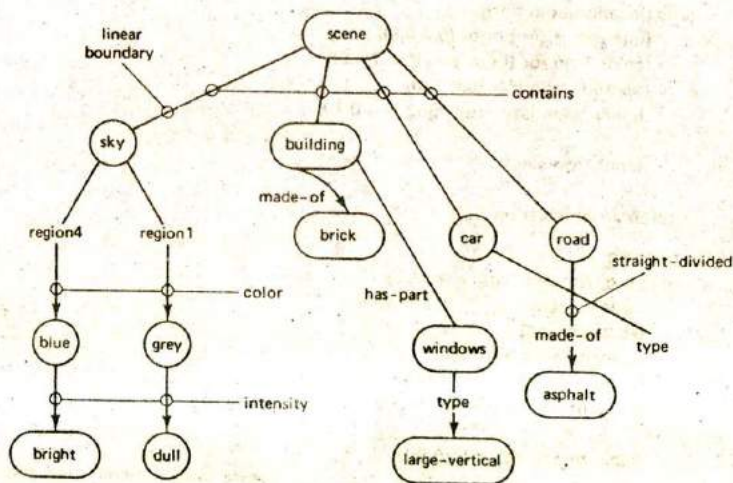 linear
boundary
scene
contains
sky
building
made-of
region4
region1
brick
car
road
straight-divided
color
has-part
blue
grey
windows
made-of
type
intensity
type
asphalt
bright
dull
large-vertical